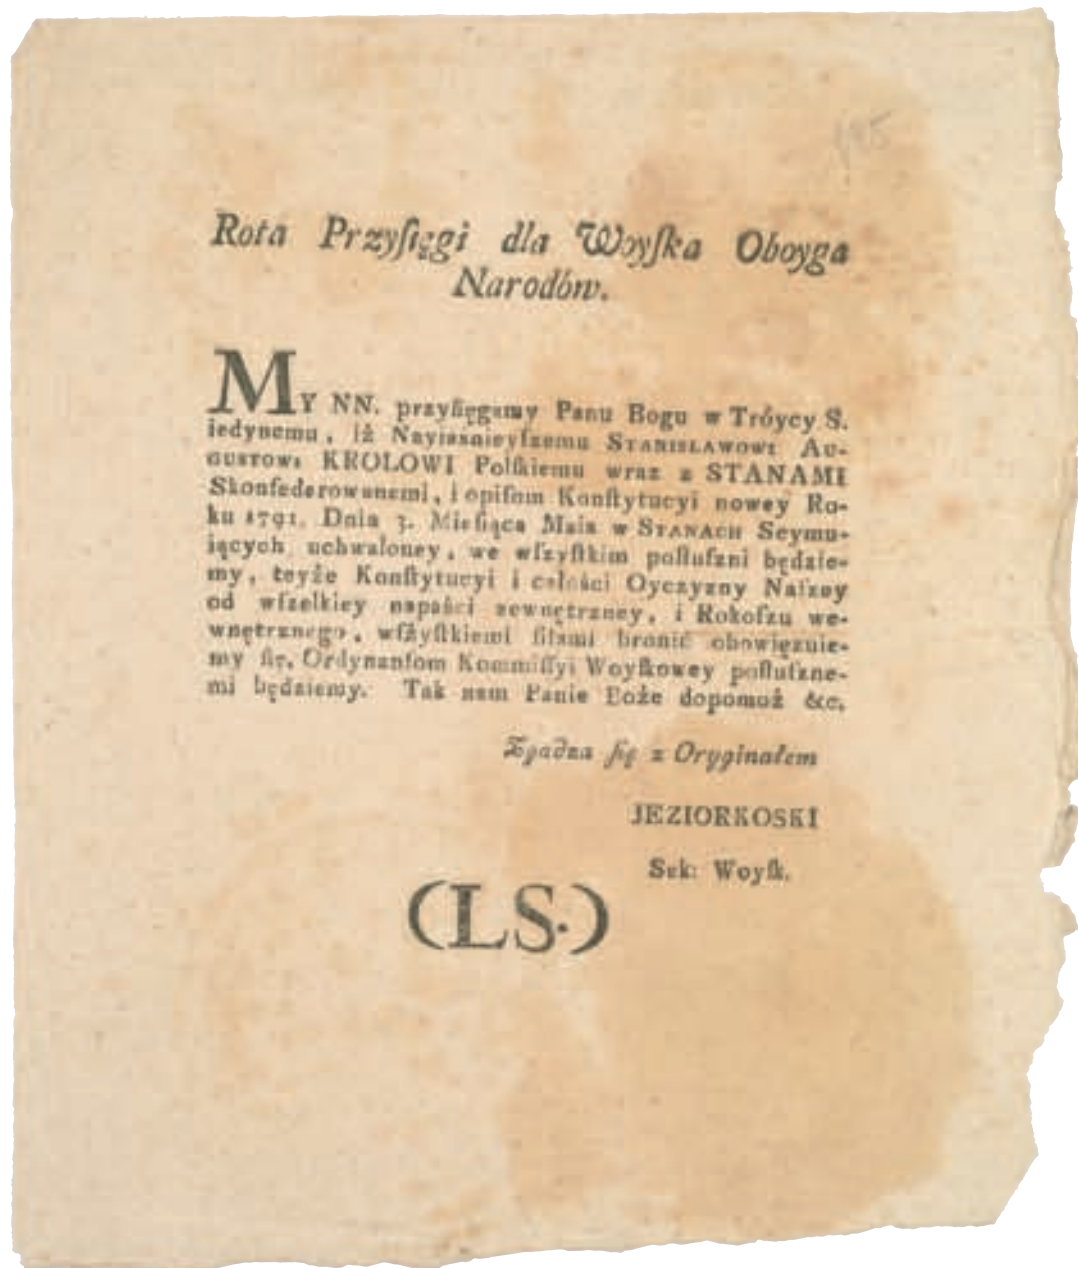 Rota Przyſięgi dla Woyſka Oboyga
Narodów.
MY NN. przyſięgamy Panu Bogu w Tróycy S.
iedynemu, iż Nayiaśnieyſzemu STANISŁAWOWI AU-
GUSTOWI KROLOWI Polſkiemu wraz z STANAMI
Skonfederowanemi, i opiſom Konſtytucyi nowey Ro-
ku 1791. Dnia 3. Mieſiąca Maia w STANACH Seymu-
iących uchwaloney, we wſzyſtkim poſłuſzni będzie-
my, teyże Konſtytucyi i całości Oyczyzny Naſzey
od wſzelkiey napaści zewnętrzney, i Rokoſzu we-
wnętrznego, wſzyſtkiemi ſiłami bronić obowięzuie-
my ſię, Ordynanſom Kommiſſyi Woyſkowey poſłuſzne-
mi będziemy. Tak nam Panie Boże dopomoż &c.
Zgadza ſię z Oryginałem
JEZIORKOSKI
Sek: Woyſk.
(LS.)